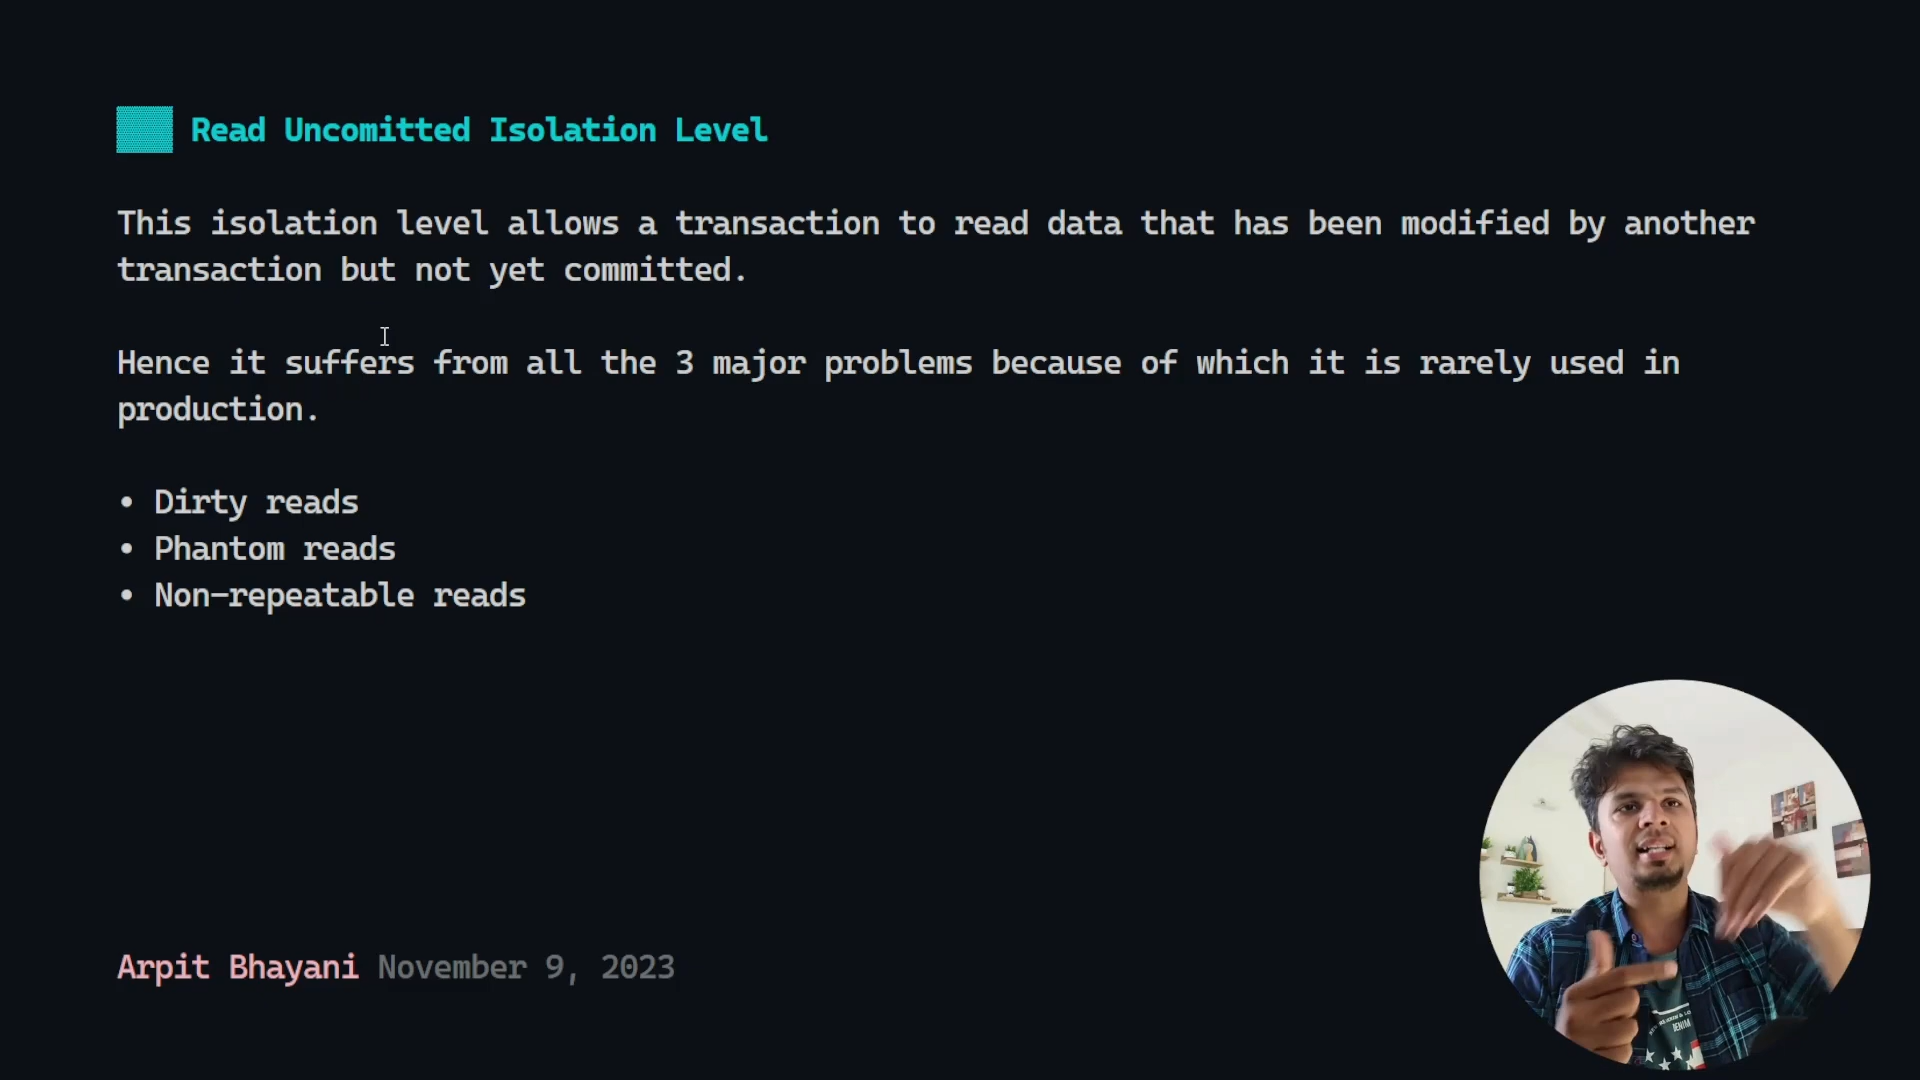 Read Uncomitted Isolation Level
This isolation level allows a transaction to read data that has been modified by another
transaction but not yet committed.
Hence it suffers from all the 3 major problems because of which it is rarely used in
production.
• Dirty reads
• Phantom reads
• Non-repeatable reads
Arpit Bhayani November 9, 2023
DENIM